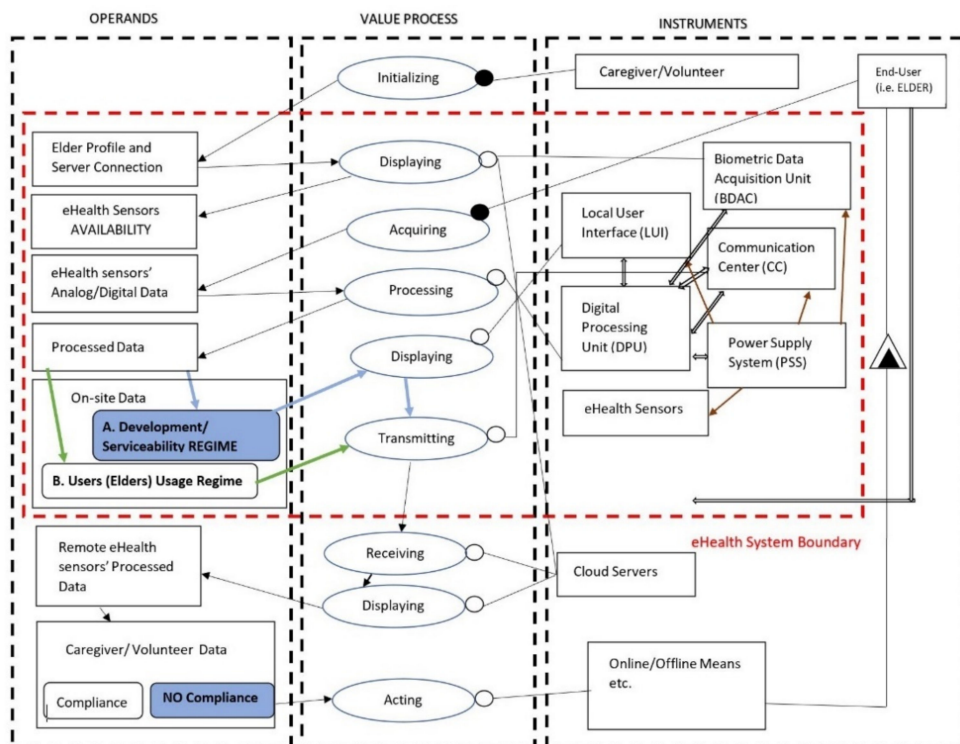 OPERANDS
VALUE PROCESS
INSTRUMENTS
Initializing
Caregiver/Volunteer
End-User
(i.e. ELDER)
Elder Profile and
Server Connection
Displaying
Biometric Data
Acquisition Unit
(BDAC)
eHealth Sensors
AVAILABILITY
Acquiring
Local User
Interface (LUI)
Communication
Center (CC)
eHealth sensors’
Analog/Digital Data
Processing
Digital
Processing
Unit (DPU)
Processed Data
Displaying
Power Supply
System (PSS)
On-site Data
A. Development/
Serviceability REGIME
eHealth Sensors
Transmitting
B. Users (Elders) Usage Regime
eHealth System Boundary
Remote eHealth
sensors’ Processed
Data
Receiving
Displaying
Cloud Servers
Caregiver/ Volunteer Data
Compliance
NO Compliance
Acting
Online/Offline Means
etc.